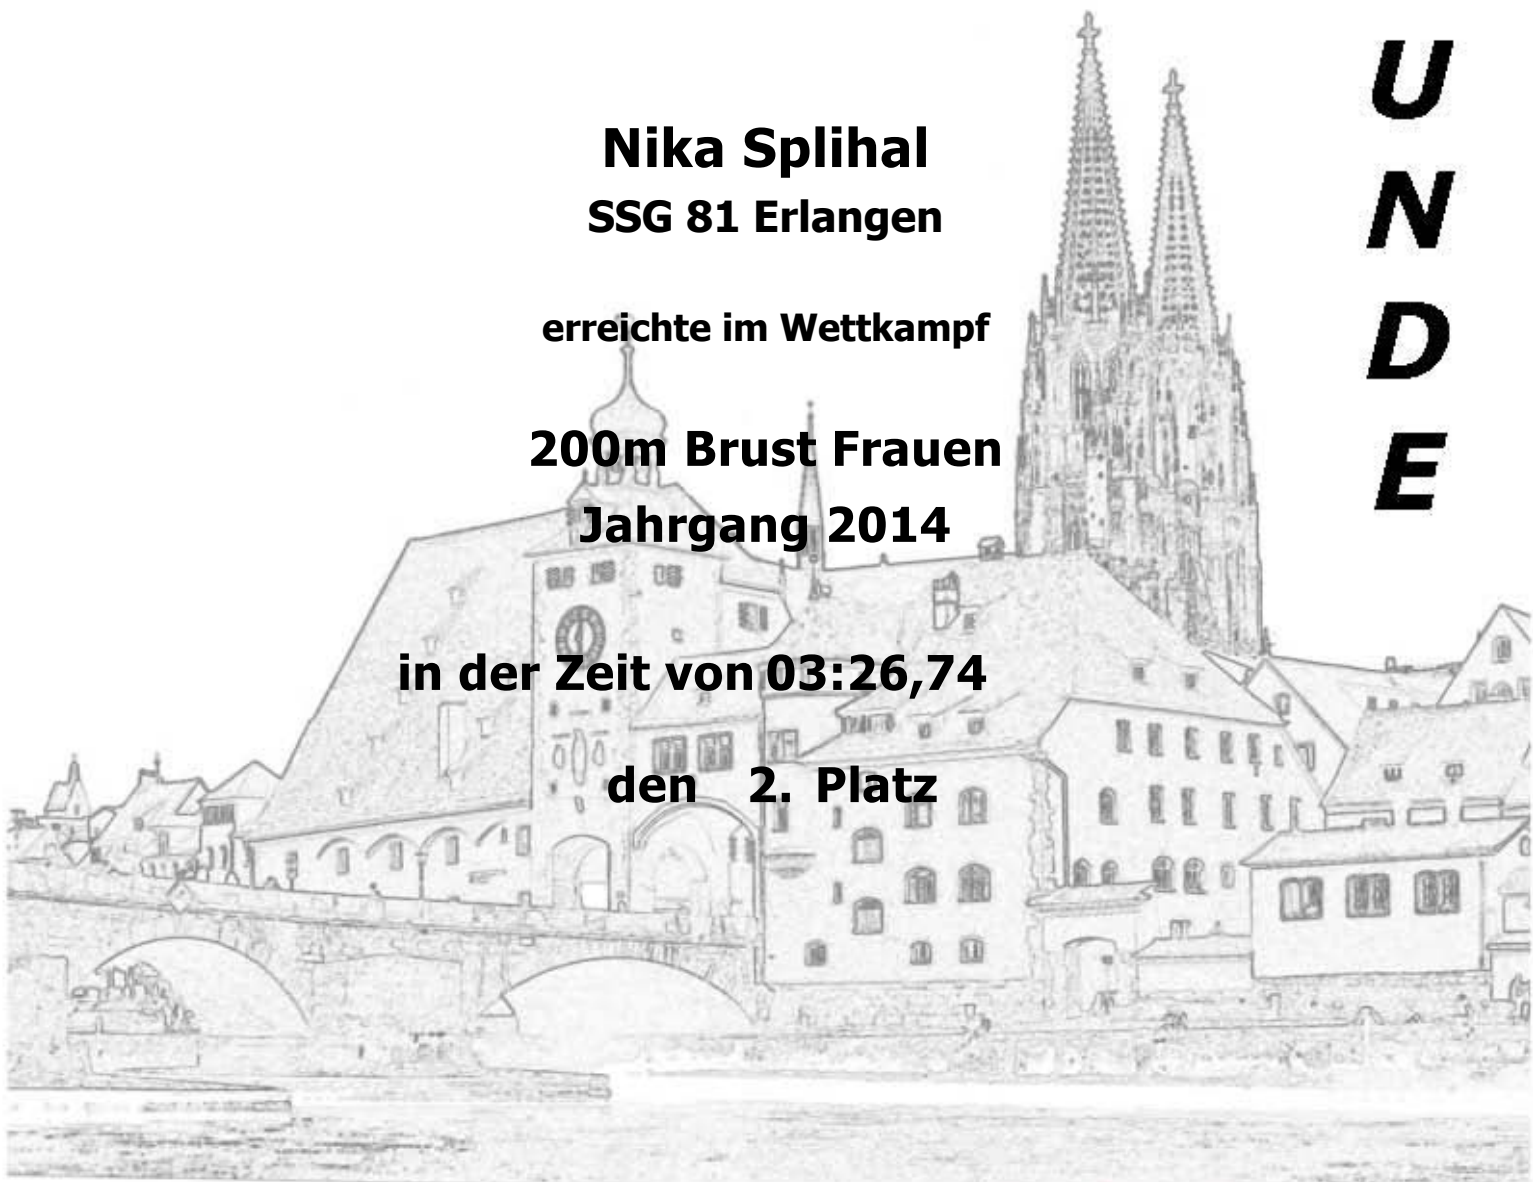 Nika Splihal
SSG 81 Erlangen
erreichte im Wettkampf
200m Brust Frauen
Jahrgang 2014
in der Zeit von 03:26,74
den 2. Platz
U
N
D
E